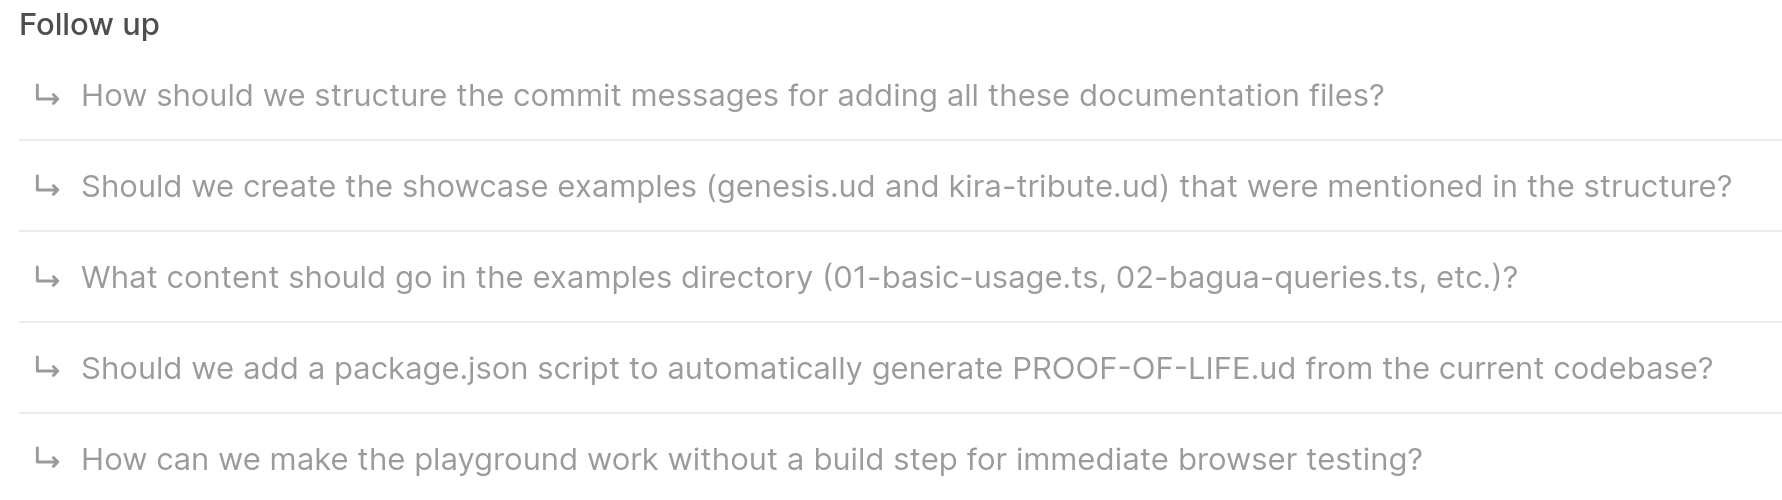 Follow up
How should we structure the commit messages for adding all these documentation files?
Should we create the showcase examples (genesis.ud and kira-tribute.ud) that were mentioned in the structure?
What content should go in the examples directory (01-basic-usage.ts, 02-bagua-queries.ts, etc.)?
Should we add a package.json script to automatically generate PROOF-OF-LIFE.ud from the current codebase?
How can we make the playground work without a build step for immediate browser testing?